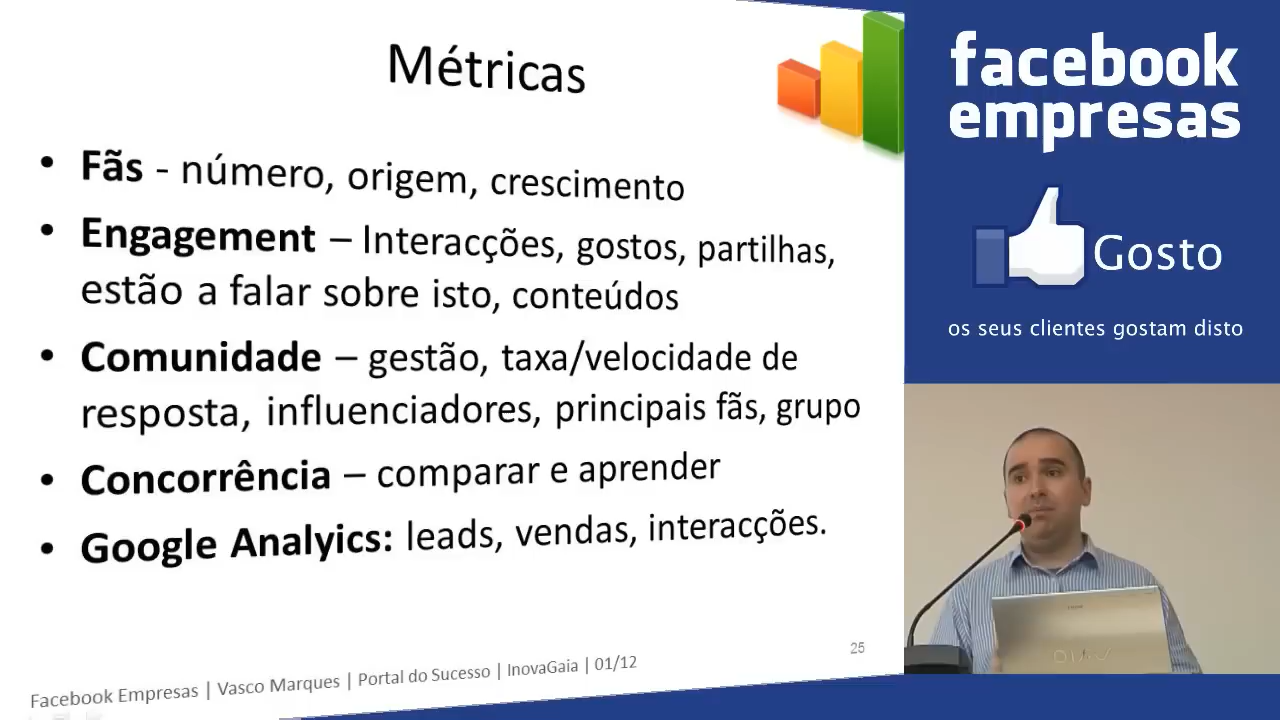 Métricas
• Fãs - número, origem, crescimento
• Engagement – Interacções, gostos, partilhas,
estão a falar sobre isto, conteúdos
• Comunidade – gestão, taxa/velocidade de
resposta, influenciadores, principais fãs, grupo
• Concorrência – comparar e aprender
• Google Analyics: leads, vendas, interacções.
25
Facebook Empresas | Vasco Marques | Portal do Sucesso | InovaGaia | 01/12
facebook
empresas
Gosto
os seus clientes gostam disto
VAIO